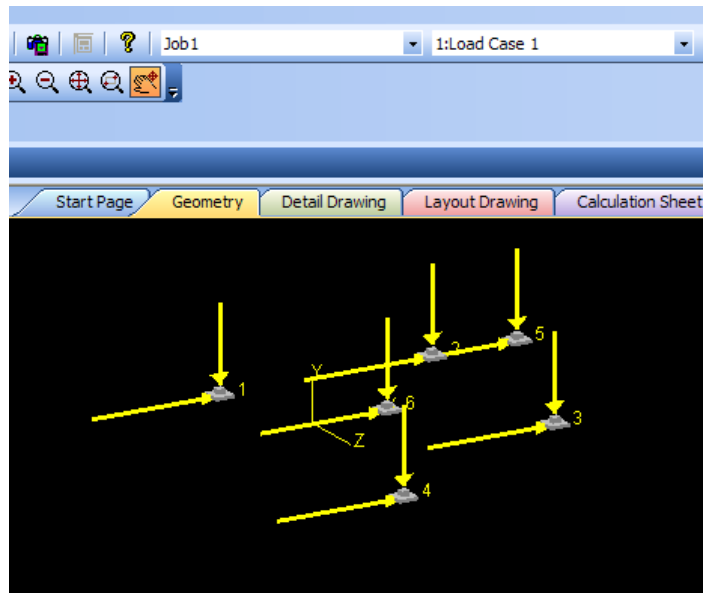 Job1 1:Load Case 1
Start Page Geometry Detail Drawing Layout Drawing Calculation Sheet
5
2
Y
1
6
3
Z
4